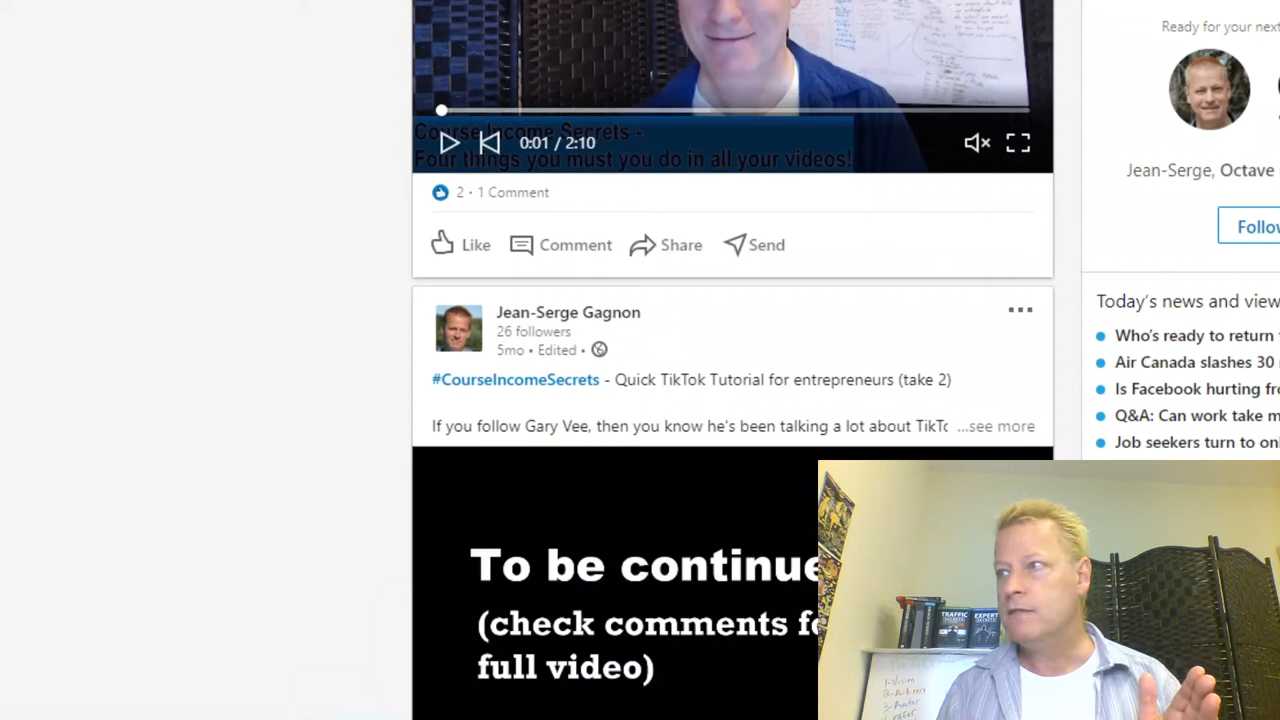 Ready for your next
Course Income Secrets -
Four things you must you do in all your videos!
0:01 / 2:10
2 • 1 Comment
Like Comment Share Send
Jean-Serge, Octave
Follow
Jean-Serge Gagnon
26 followers
5mo • Edited •
#CourseIncomeSecrets - Quick TikTok Tutorial for entrepreneurs (take 2)
If you follow Gary Vee, then you know he's been talking a lot about TikTo ...see more
Today's news and view
Who's ready to return
Air Canada slashes 30
Is Facebook hurting fr
Q&A: Can work take m
Job seekers turn to onl
To be continue
(check comments fo
full video)
TRAFFIC
SECRETS
EXPERT
SECRETS
1-Vision
2-Audience